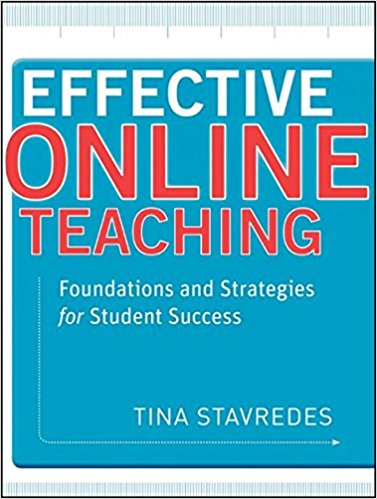 EFFECTIVE
ONLINE
TEACHING
Foundations and Strategies
for Student Success
TINA STAVREDES